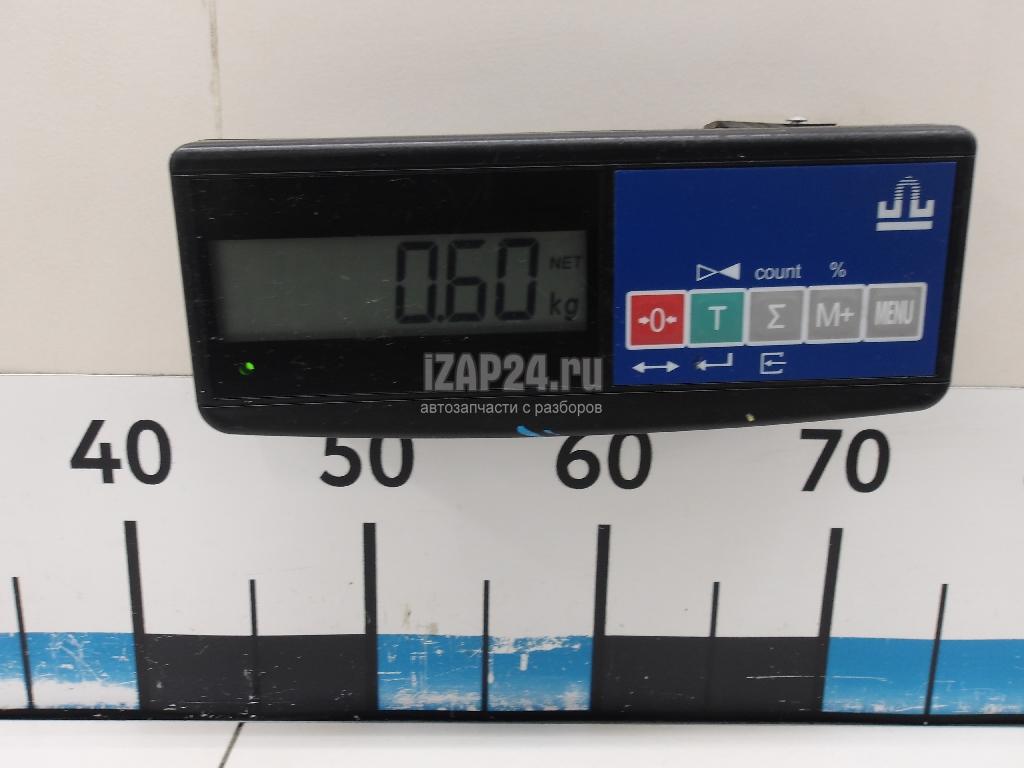 0.60 NET kg
count %
→0← T Σ M+ MENU
iZAP24.ru
автозапчасти с разборов
40 50 60 70